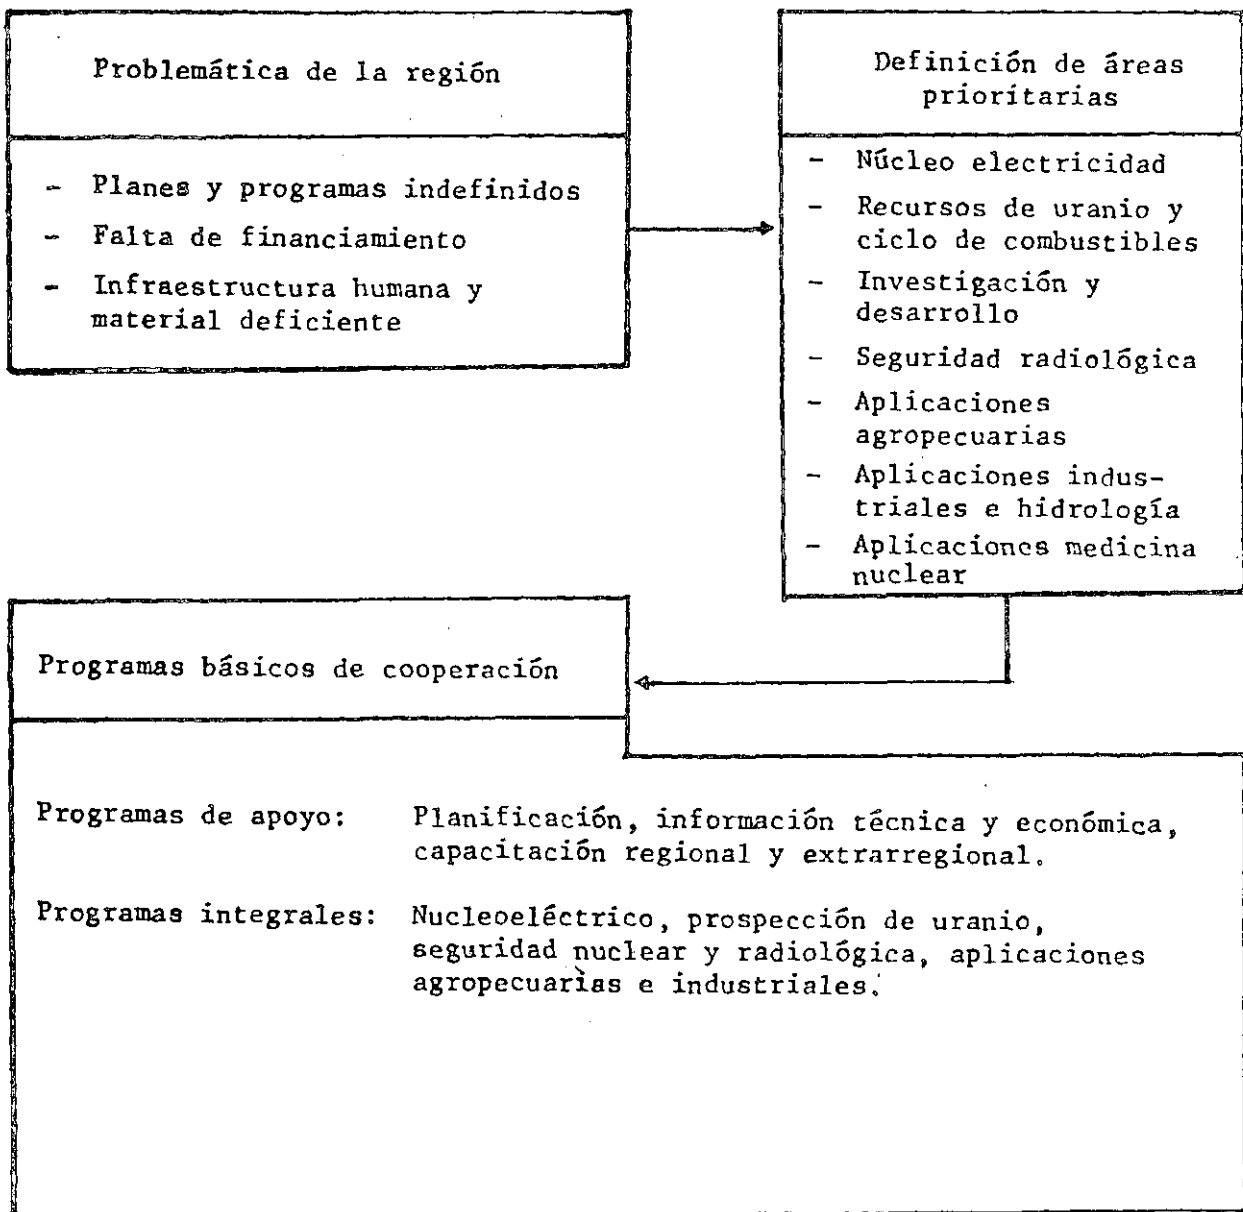 Problemática de la región
- Planes y programas indefinidos
- Falta de financiamiento
- Infraestructura humana y
material deficiente
Definición de áreas
prioritarias
- Núcleo electricidad
- Recursos de uranio y
ciclo de combustibles
- Investigación y
desarrollo
- Seguridad radiológica
- Aplicaciones
agropecuarias
- Aplicaciones indus-
triales e hidrología
- Aplicaciones medicina
nuclear
Programas básicos de cooperación
Programas de apoyo: Planificación, información técnica y económica,
capacitación regional y extrarregional.
Programas integrales: Nucleoeléctrico, prospección de uranio,
seguridad nuclear y radiológica, aplicaciones
agropecuarias e industriales.